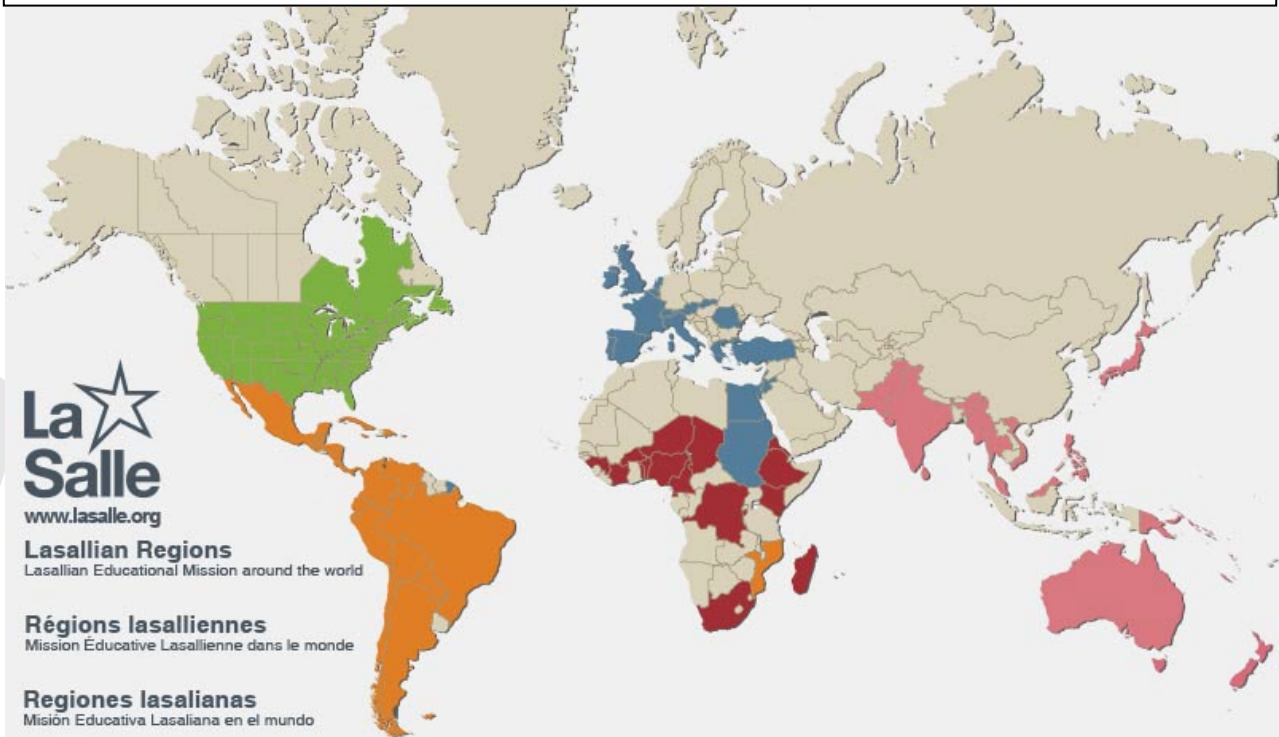 La
Salle
www.lasalle.org
Lasallian Regions
Lasallian Educational Mission around the world
Régions lasalliennes
Mission Éducative Lasallienne dans le monde
Regiones lasalianas
Misión Educativa Lasaliana en el mundo